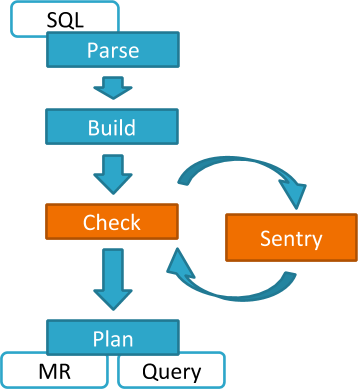 SQL
Parse
Build
Check
Sentry
Plan
MR
Query